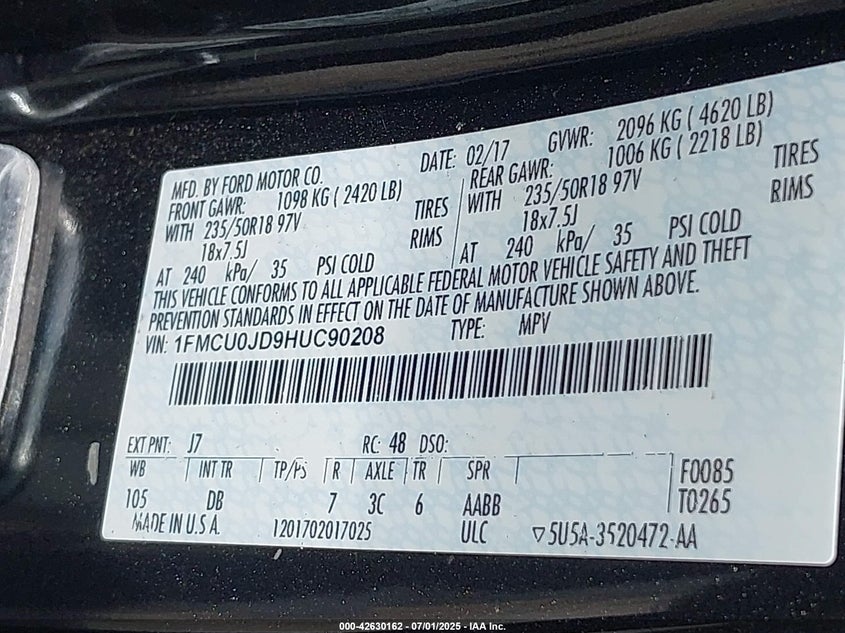 MFD. BY FORD MOTOR CO. DATE: 02/17 GVWR: 2096 KG ( 4620 LB)
FRONT GAWR: 1098 KG ( 2420 LB) REAR GAWR: 1006 KG ( 2218 LB)
WITH 235/50R18 97V TIRES WITH 235/50R18 97V TIRES
18x7.5J RIMS 18x7.5J RIMS
AT 240 kPa/ 35 PSI COLD AT 240 kPa/ 35 PSI COLD
THIS VEHICLE CONFORMS TO ALL APPLICABLE FEDERAL MOTOR VEHICLE SAFETY AND THEFT
PREVENTION STANDARDS IN EFFECT ON THE DATE OF MANUFACTURE SHOWN ABOVE.
VIN: 1FMCU0JD9HUC90208 TYPE: MPV
EXT PNT: J7 RC: 48 DSO:
WB INT TR TP/PS R AXLE TR SPR F0085
105 DB 7 3C 6 AABB T0265
MADE IN U.S.A. 1201702017025 ULC ▽5U5A-3520472-AA
000-42630162 - 07/01/2025 - IAA Inc.